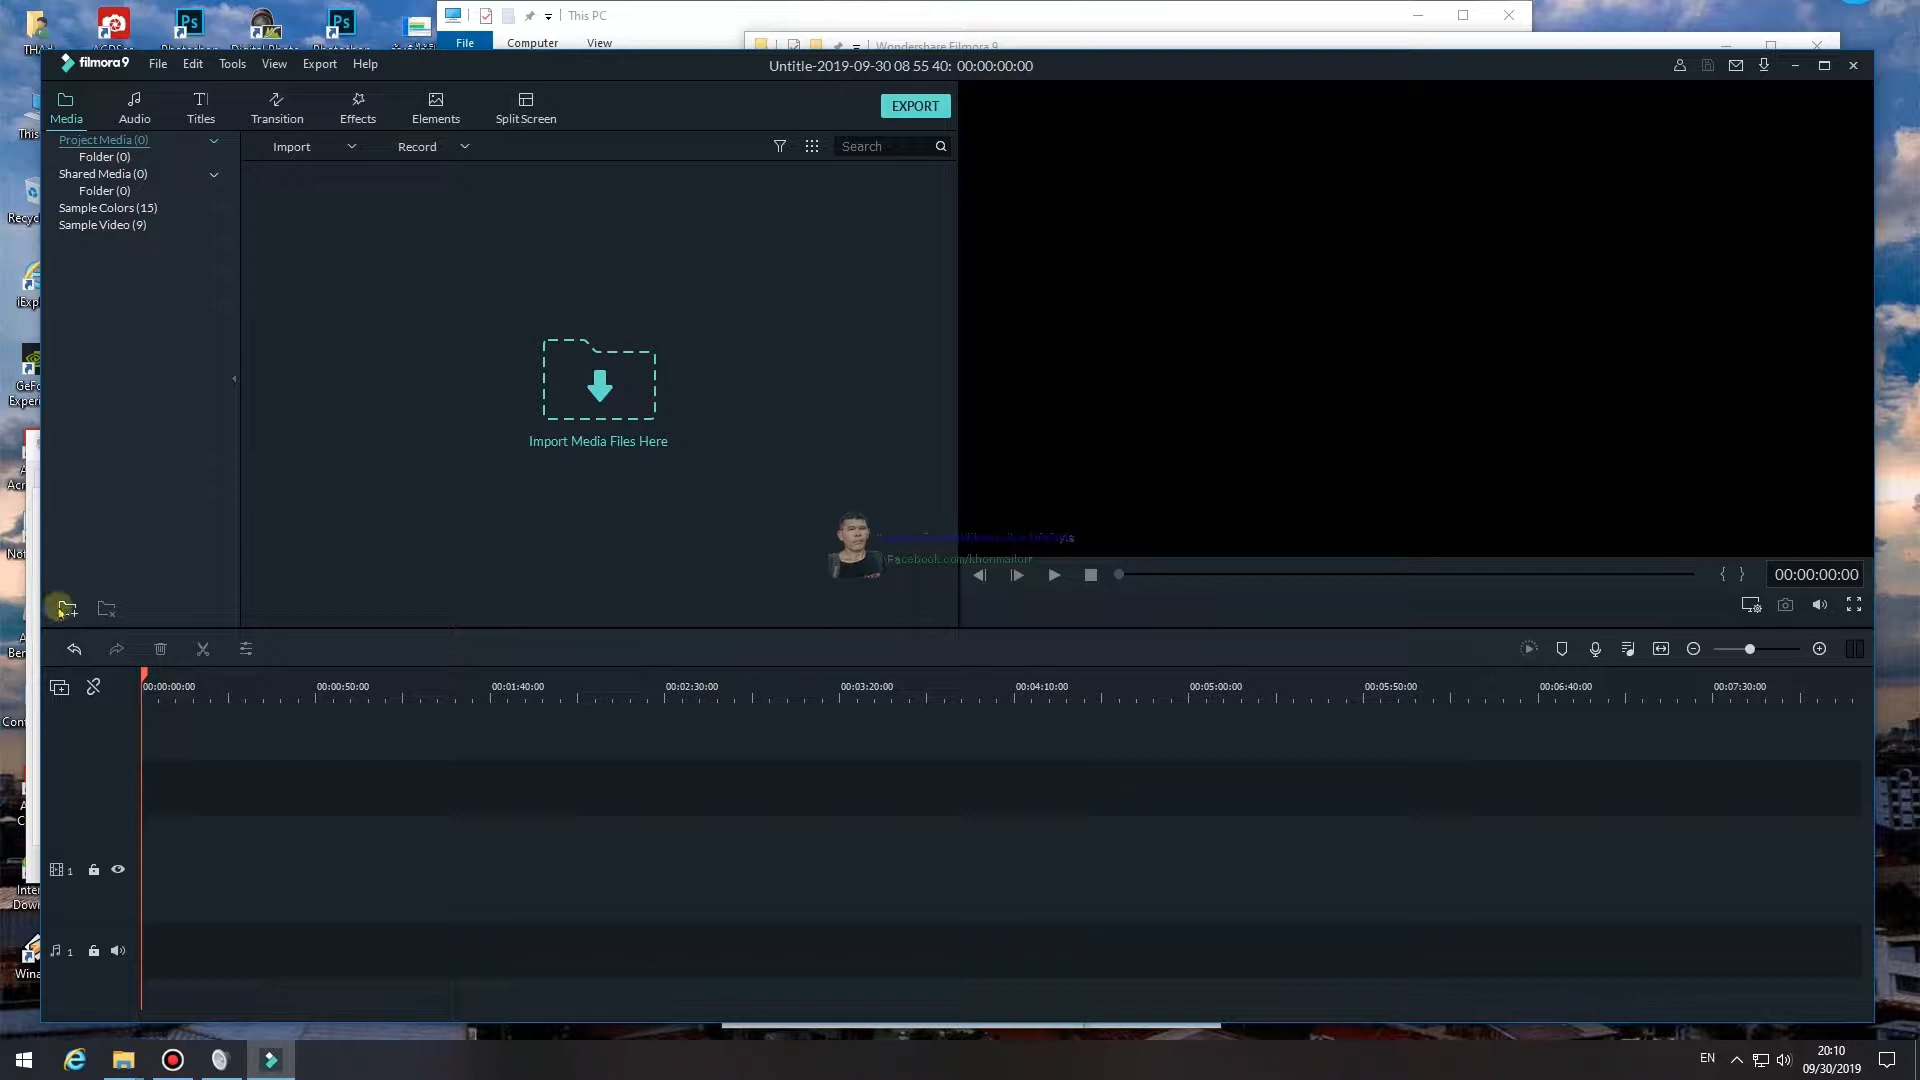 This PC
File Computer View
Wondershare Filmora 9
filmora9 File Edit Tools View Export Help
Untitle-2019-09-30 08 55 40: 00:00:00:00
Media Audio Titles Transition Effects Elements Split Screen EXPORT
Project Media (0)
Folder (0)
Shared Media (0)
Folder (0)
Sample Colors (15)
Sample Video (9)
Import Record Search
Import Media Files Here
Facebook.com/khonmailorr
00:00:00:00
00:00:00:00 00:00:50:00 00:01:40:00 00:02:30:00 00:03:20:00 00:04:10:00 00:05:00:00 00:05:50:00 00:06:40:00 00:07:30:00
1
1
EN
20:10
09/30/2019